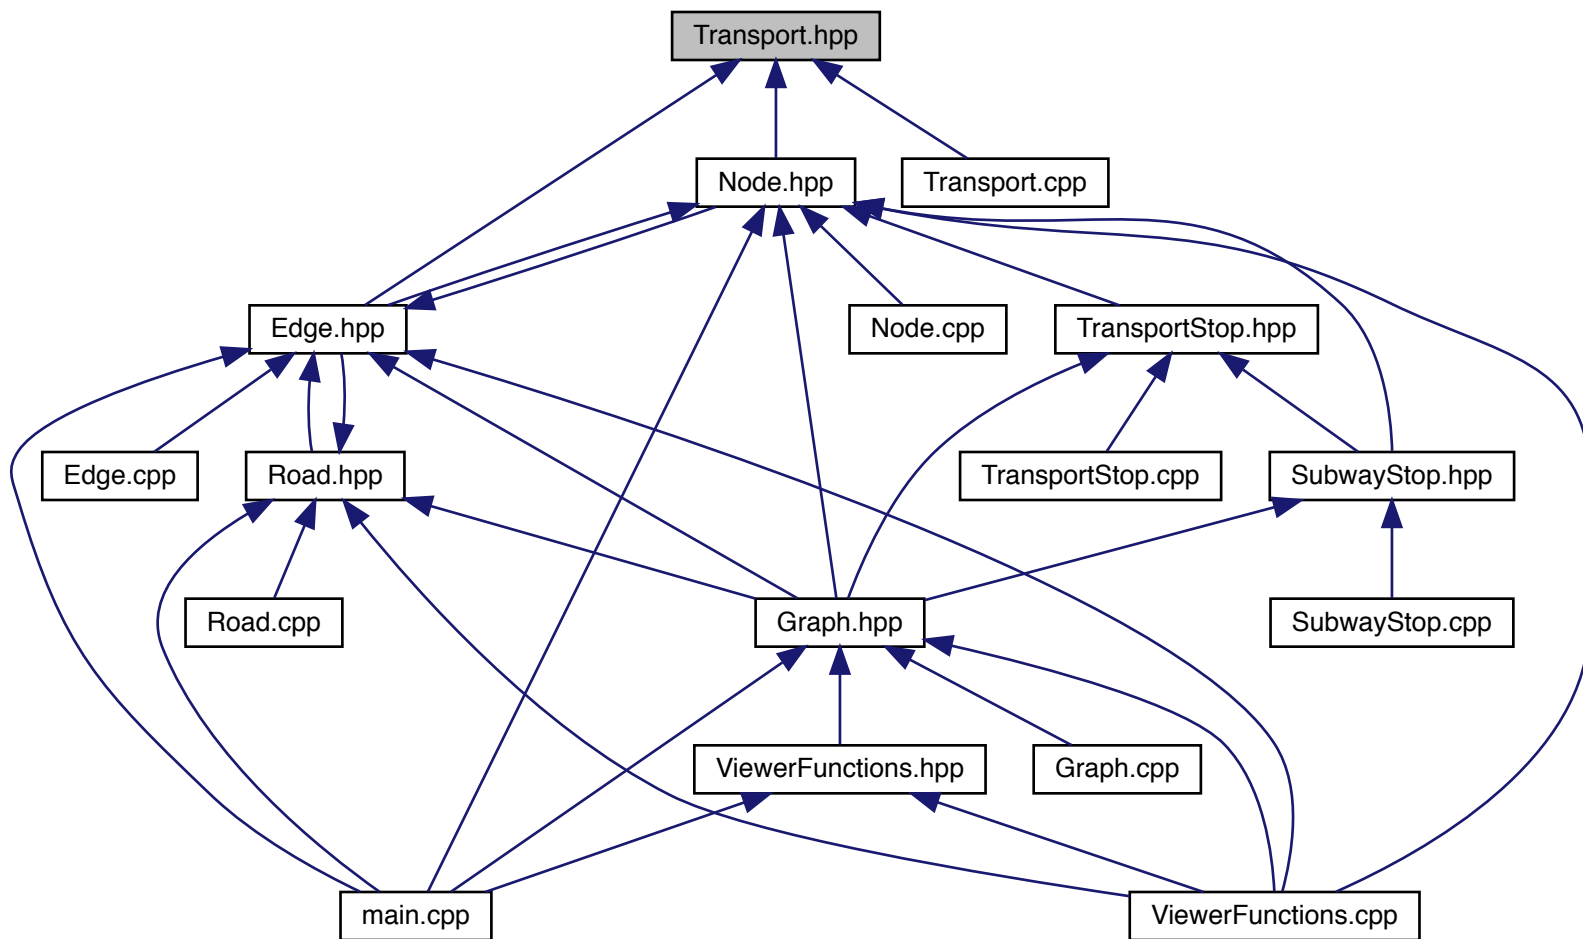 Transport.hpp
Node.hpp
Transport.cpp
Edge.hpp
Node.cpp
TransportStop.hpp
Edge.cpp
Road.hpp
TransportStop.cpp
SubwayStop.hpp
Road.cpp
Graph.hpp
SubwayStop.cpp
ViewerFunctions.hpp
Graph.cpp
main.cpp
ViewerFunctions.cpp